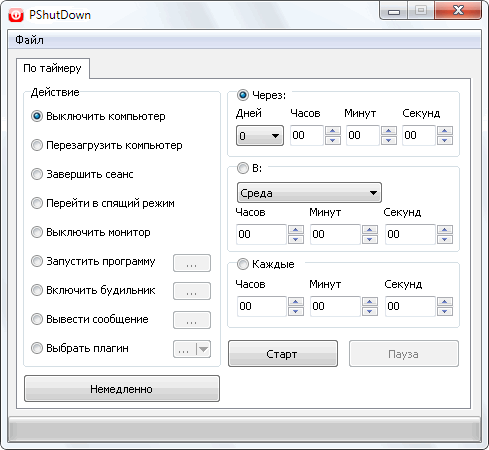 PShutDown
Файл
По таймеру
Действие
Выключить компьютер
Перезагрузить компьютер
Завершить сеанс
Перейти в спящий режим
Выключить монитор
Запустить программу ...
Включить будильник ...
Вывести сообщение ...
Выбрать плагин ...
Немедленно
Через:
Дней Часов Минут Секунд
0 00 00 00
В:
Среда
Часов Минут Секунд
00 00 00
Каждые
Часов Минут Секунд
00 00 00
Старт Пауза